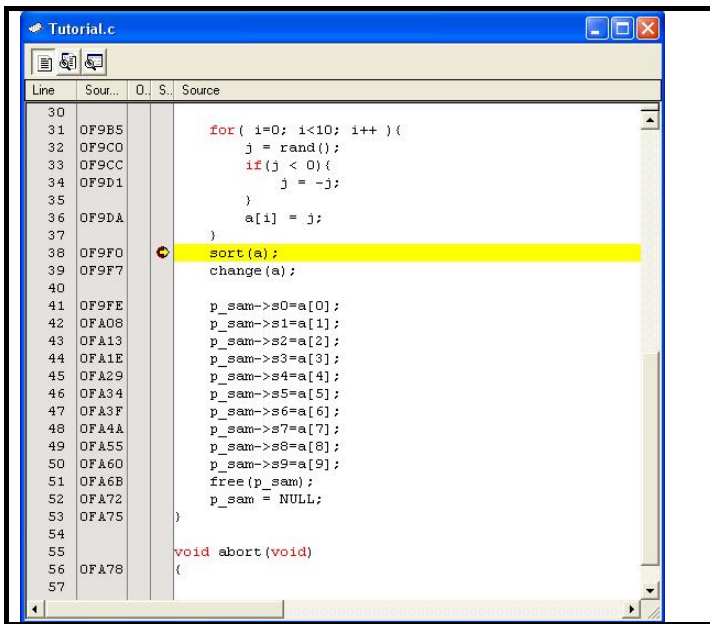 Tutorial.c
Line Sour... O.. S.. Source
30
31 0F9B5 for( i=0; i<10; i++ ){
32 0F9C0 j = rand();
33 0F9CC if(j < 0){
34 0F9D1 j = -j;
35 }
36 0F9DA a[i] = j;
37 }
38 0F9F0 sort(a);
39 0F9F7 change(a);
40
41 0F9FE p_sam->s0=a[0];
42 0FA08 p_sam->s1=a[1];
43 0FA13 p_sam->s2=a[2];
44 0FA1E p_sam->s3=a[3];
45 0FA29 p_sam->s4=a[4];
46 0FA34 p_sam->s5=a[5];
47 0FA3F p_sam->s6=a[6];
48 0FA4A p_sam->s7=a[7];
49 0FA55 p_sam->s8=a[8];
50 0FA60 p_sam->s9=a[9];
51 0FA6B free(p_sam);
52 0FA72 p_sam = NULL;
53 0FA75 }
54
55 void abort(void)
56 0FA78 {
57